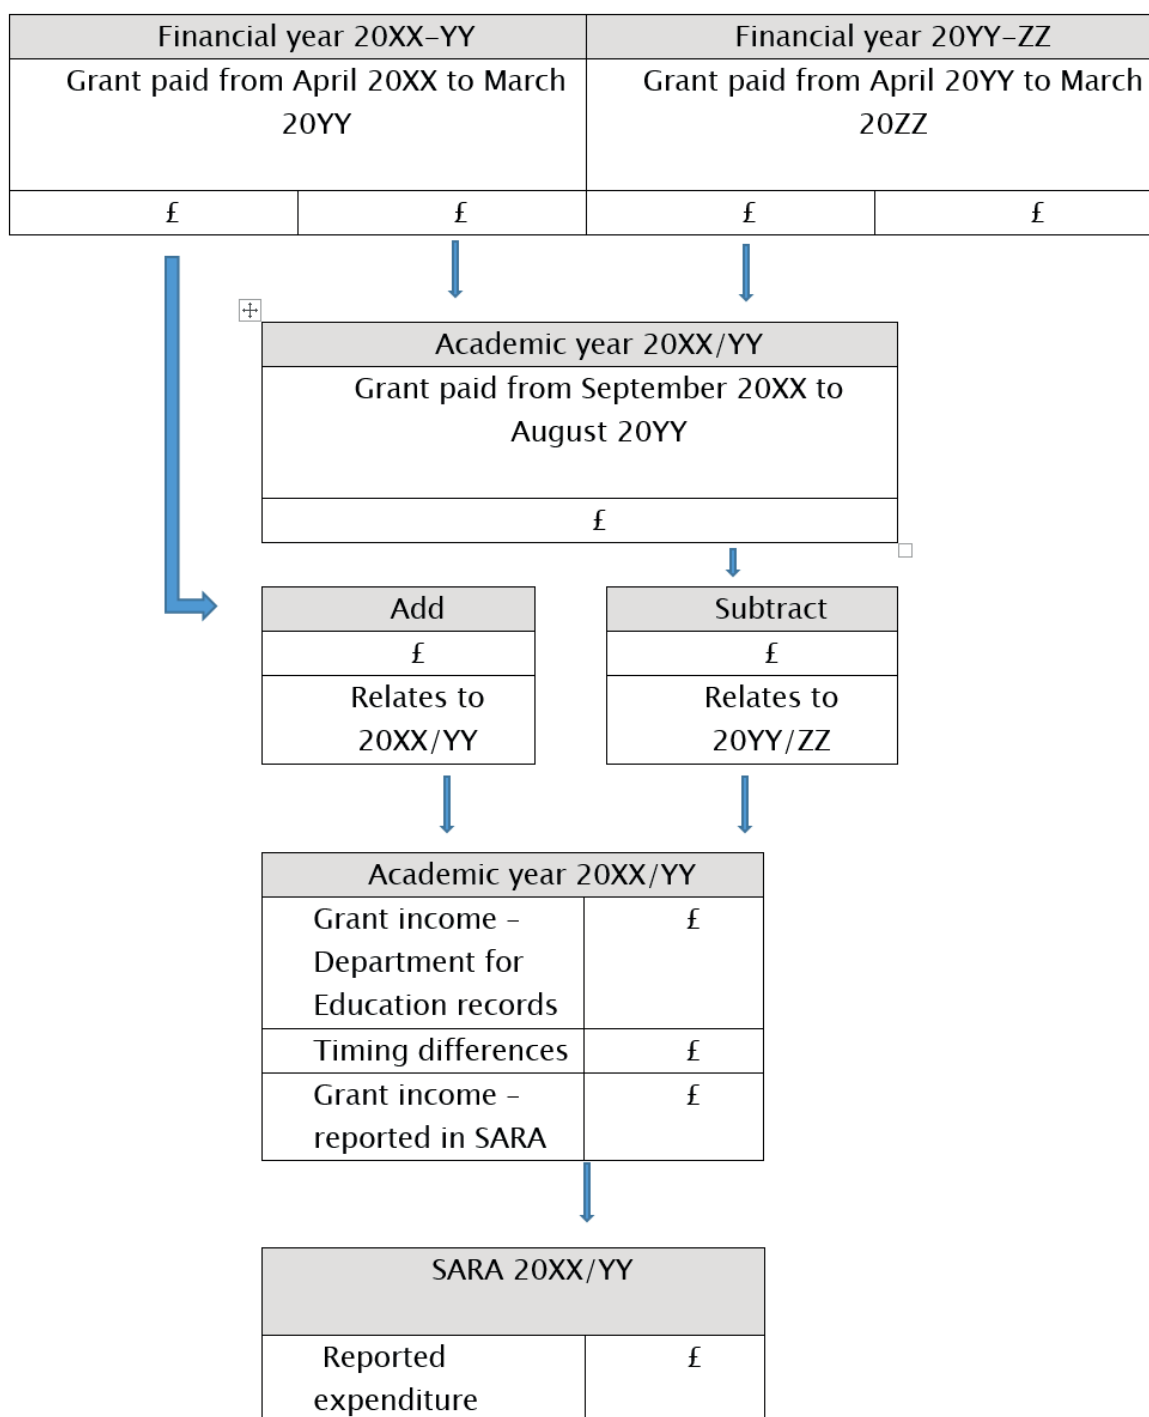 Financial year 20XX-YY
Financial year 20YY-ZZ
Grant paid from April 20XX to March
20YY
Grant paid from April 20YY to March
20ZZ
£
£
£
£
Academic year 20XX/YY
Grant paid from September 20XX to
August 20YY
£
Add
£
Relates to
20XX/YY
Subtract
£
Relates to
20YY/ZZ
Academic year 20XX/YY
Grant income –
Department for
Education records
£
Timing differences
£
Grant income –
reported in SARA
£
SARA 20XX/YY
Reported
expenditure
£